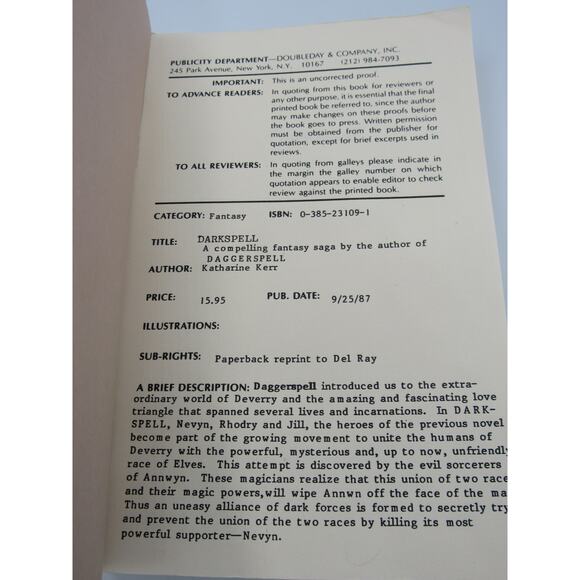 PUBLICITY DEPARTMENT—DOUBLEDAY & COMPANY, INC.
245 Park Avenue, New York, N.Y. 10167 (212) 984-7093
IMPORTANT: This is an uncorrected proof.
TO ADVANCE READERS: In quoting from this book for reviewers or
any other purpose, it is essential that the final
printed book be referred to, since the author
may make changes on these proofs before
the book goes to press. Written permission
must be obtained from the publisher for
quotation, except for brief excerpts used in
reviews.
TO ALL REVIEWERS: In quoting from galleys please indicate in
the margin the galley number on which
quotation appears to enable editor to check
review against the printed book.
CATEGORY: Fantasy ISBN: 0-385-23109-1
TITLE: DARKSPELL
A compelling fantasy saga by the author of
DAGGERSPELL
AUTHOR: Katharine Kerr
PRICE: 15.95 PUB. DATE: 9/25/87
ILLUSTRATIONS:
SUB-RIGHTS: Paperback reprint to Del Ray
A BRIEF DESCRIPTION: Daggerspell introduced us to the extra-
ordinary world of Deverry and the amazing and fascinating love
triangle that spanned several lives and incarnations. In DARK-
SPELL, Nevyn, Rhodry and Jill, the heroes of the previous novel
become part of the growing movement to unite the humans of
Deverry with the powerful, mysterious and, up to now, unfriendly
race of Elves. This attempt is discovered by the evil sorcerers
of Annwyn. These magicians realize that this union of two race
and their magic powers,will wipe Annwn off the face of the ma
Thus an uneasy alliance of dark forces is formed to secretly try
and prevent the union of the two races by killing its most
powerful supporter—Nevyn.